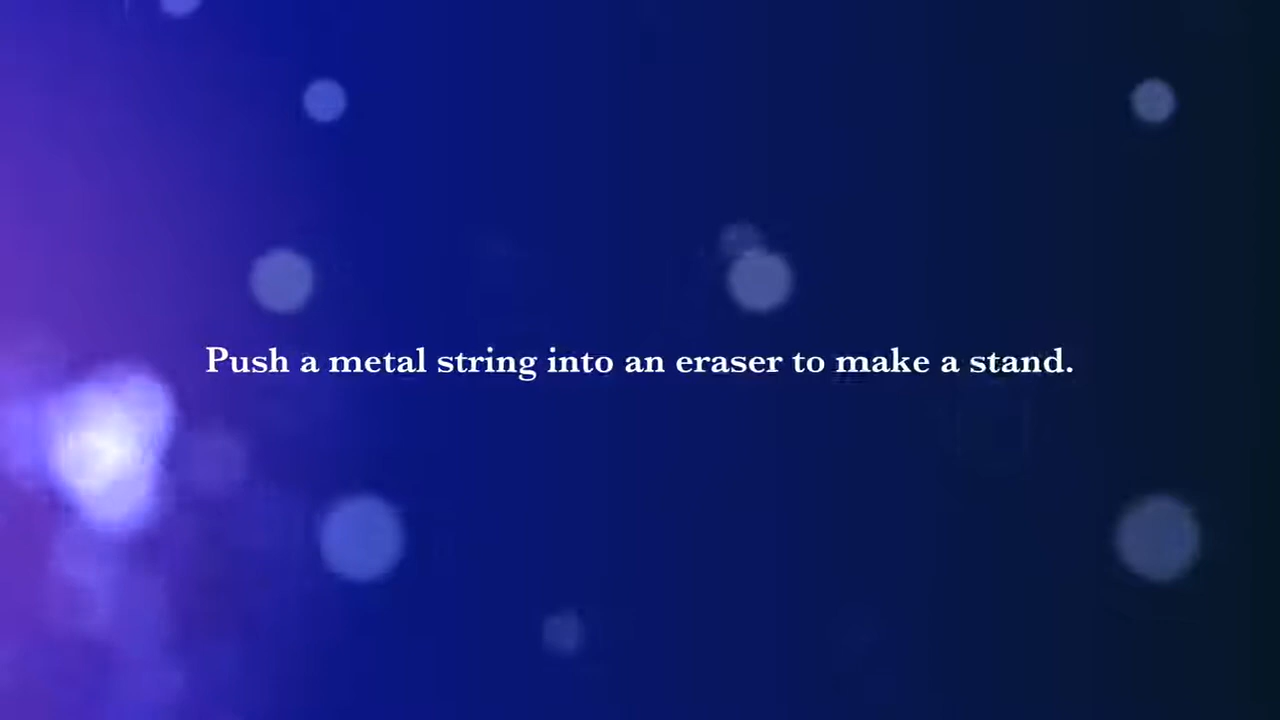 Push a metal string into an eraser to make a stand.